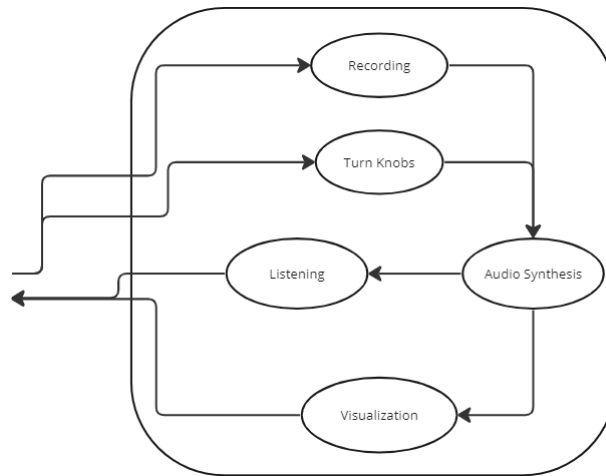 Recording
Turn Knobs
Listening
Audio Synthesis
Visualization